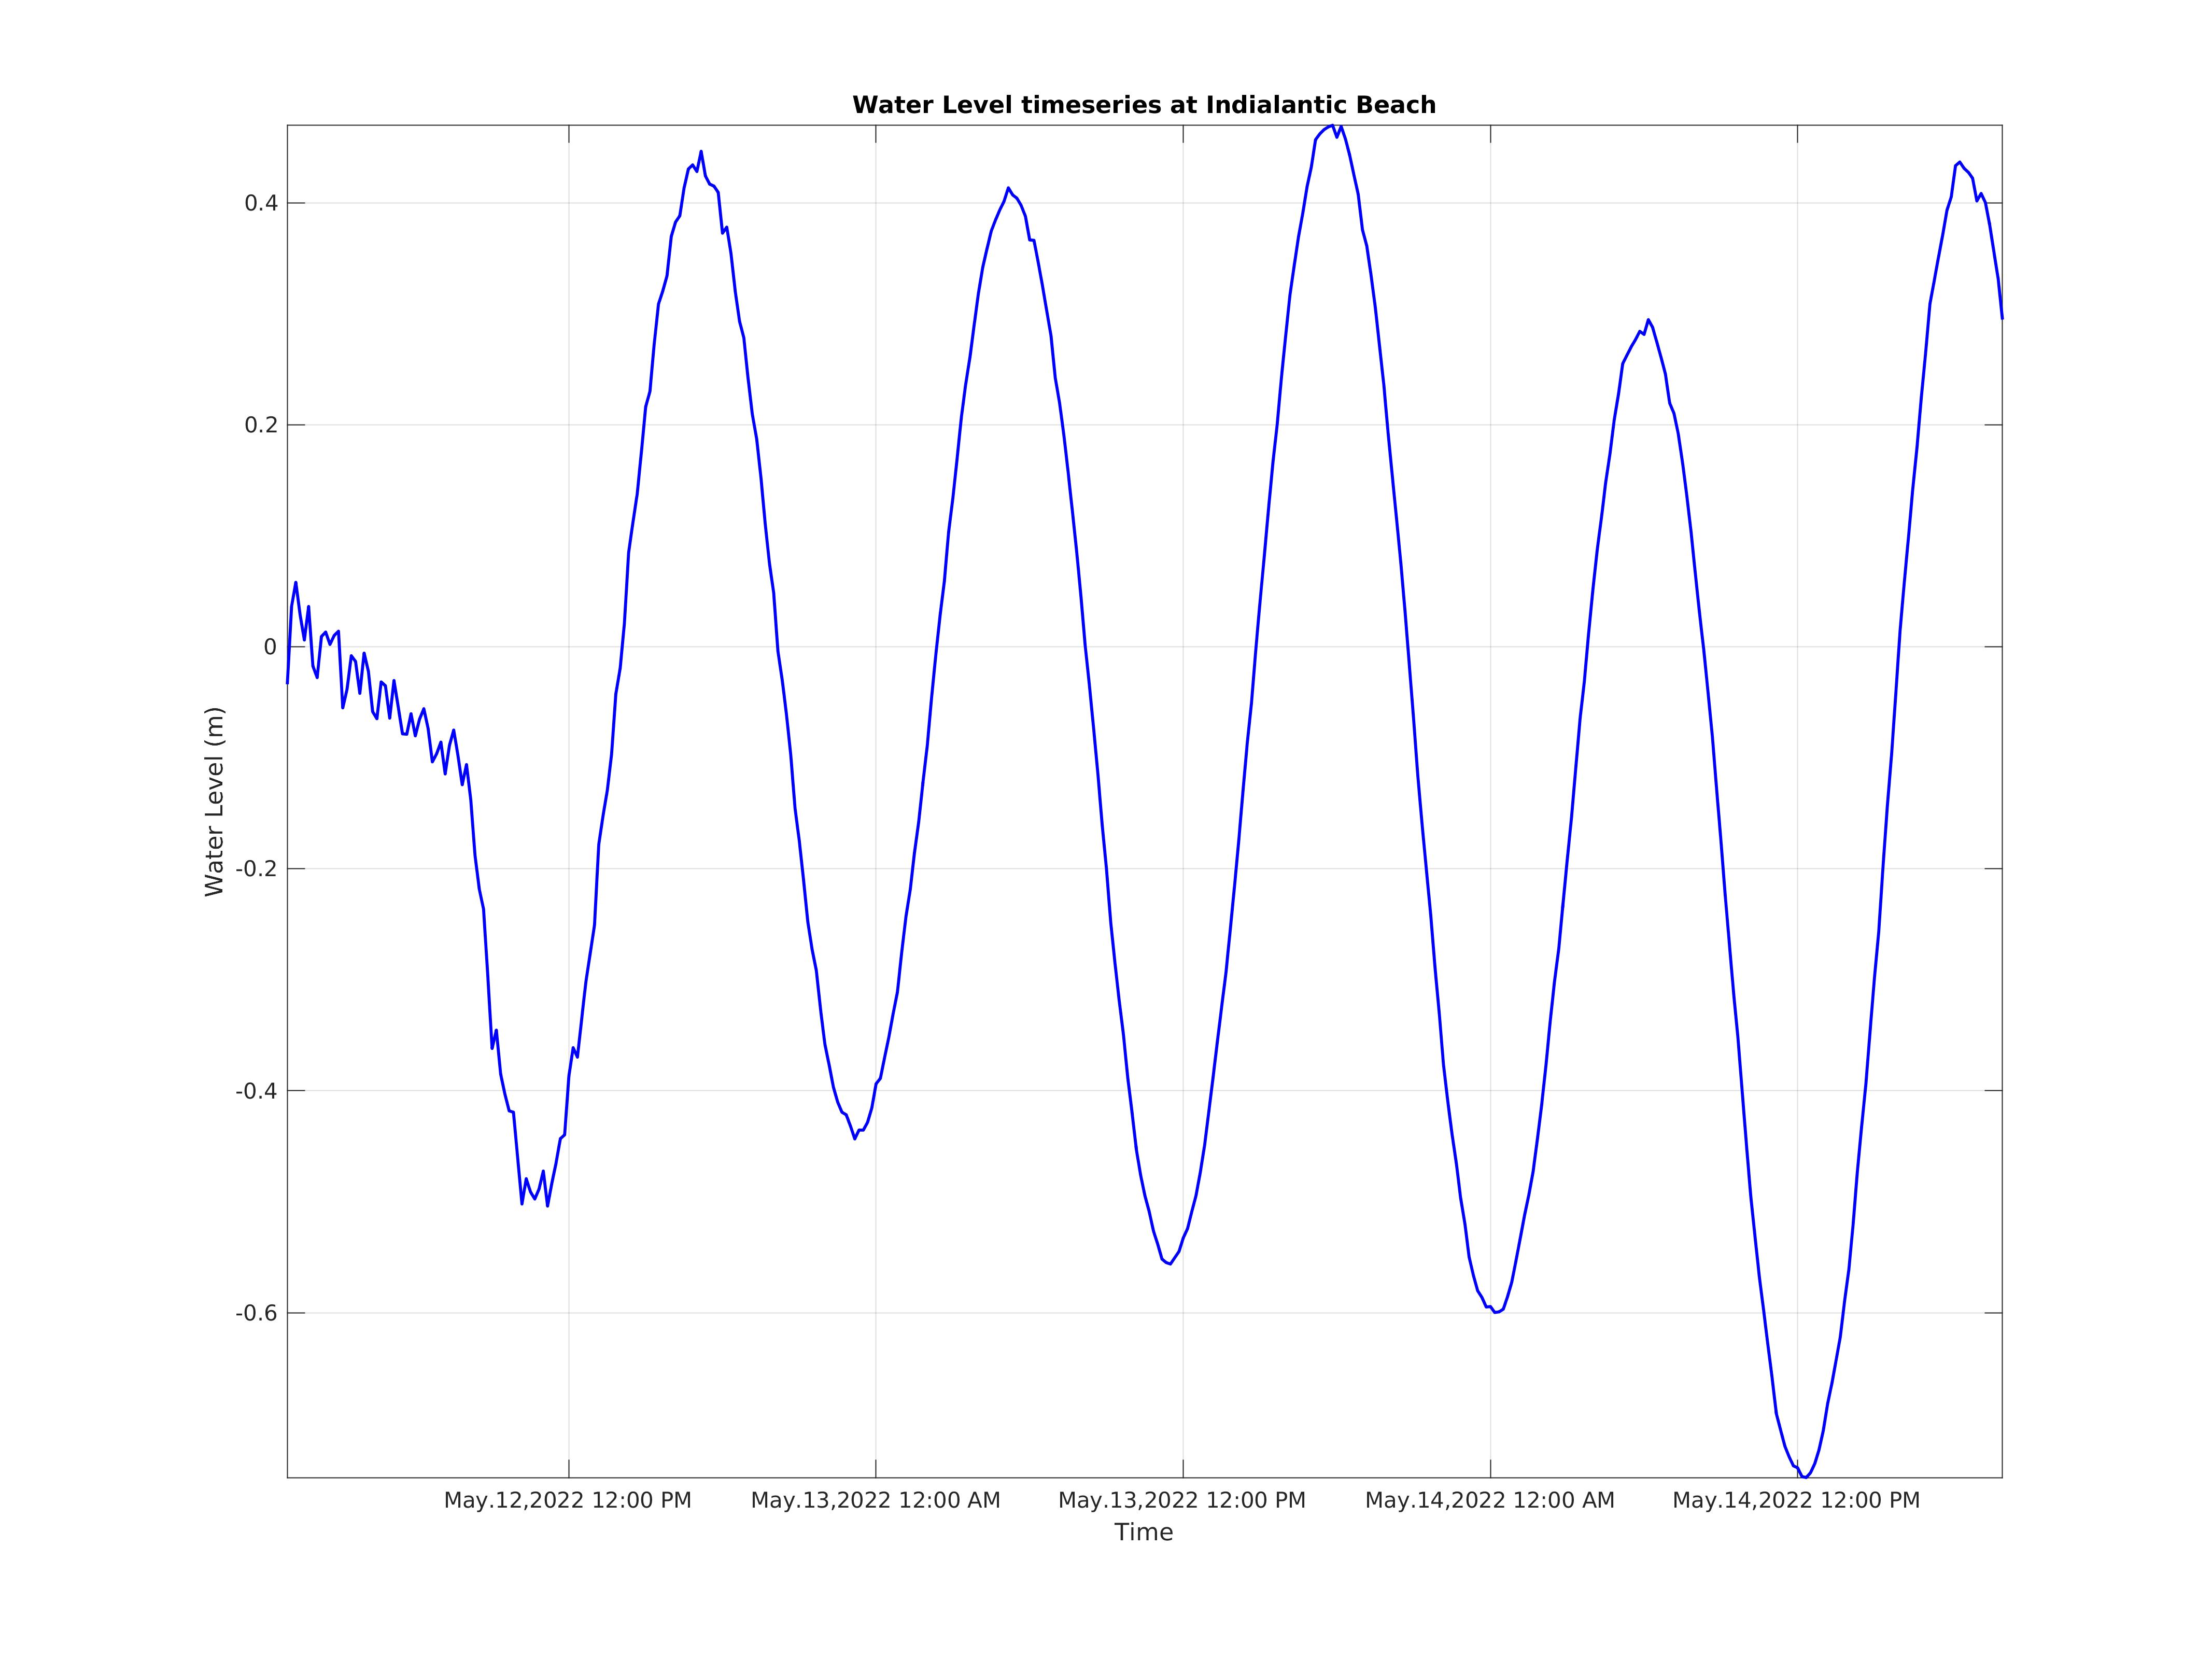 Water Level timeseries at Indialantic Beach
0.4
0.2
0
-0.2
-0.4
-0.6
Water Level (m)
May.12,2022 12:00 PM
May.13,2022 12:00 AM
May.13,2022 12:00 PM
May.14,2022 12:00 AM
May.14,2022 12:00 PM
Time